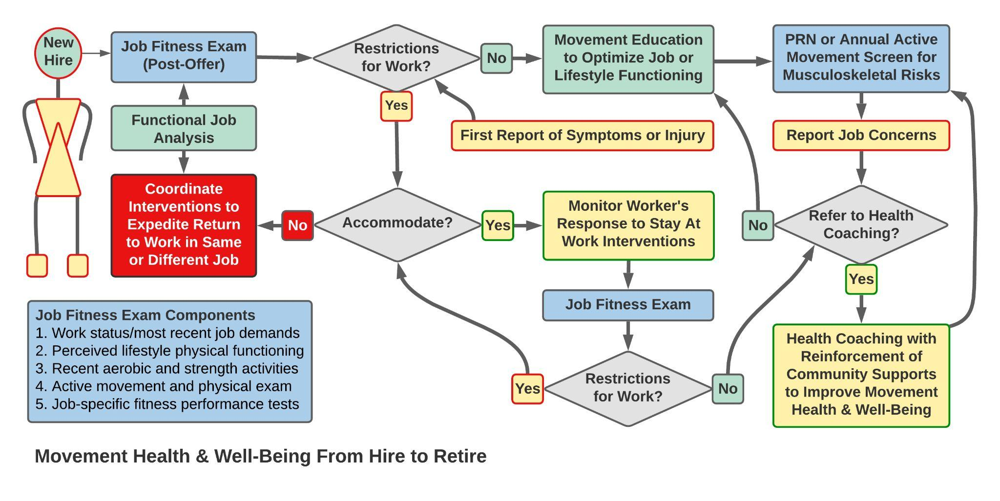 New
Hire
Job Fitness Exam
(Post-Offer)
Restrictions
for Work?
No
Movement Education
to Optimize Job or
Lifestyle Functioning
PRN or Annual Active
Movement Screen for
Musculoskeletal Risks
Yes
Functional Job
Analysis
First Report of Symptoms or Injury
Report Job Concerns
Coordinate
Interventions to
Expedite Return
to Work in Same
or Different Job
No
Accommodate?
Yes
Monitor Worker's
Response to Stay At
Work Interventions
No
Refer to Health
Coaching?
Yes
Job Fitness Exam
Job Fitness Exam Components
1. Work status/most recent job demands
2. Perceived lifestyle physical functioning
3. Recent aerobic and strength activities
4. Active movement and physical exam
5. Job-specific fitness performance tests
Yes
Restrictions
for Work?
No
Health Coaching with
Reinforcement of
Community Supports
to Improve Movement
Health & Well-Being
Movement Health & Well-Being From Hire to Retire